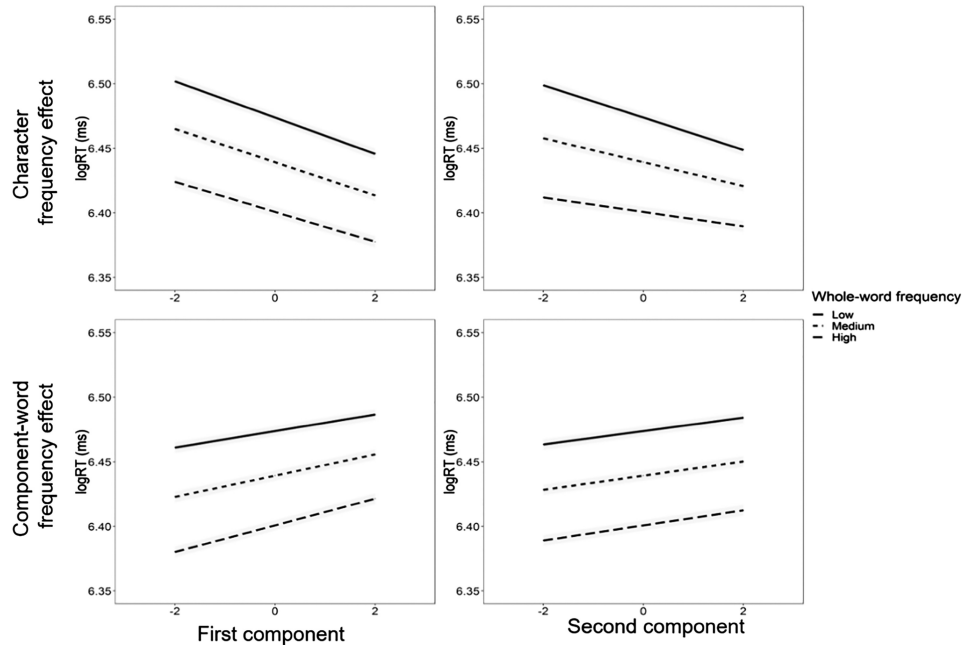 Character
frequency effect
logRT (ms)
6.55
6.50
6.45
6.40
6.35
-2
0
2
logRT (ms)
6.55
6.50
6.45
6.40
6.35
-2
0
2
Whole-word frequency
Low
Medium
High
Component-word
frequency effect
logRT (ms)
6.55
6.50
6.45
6.40
6.35
-2
0
2
First component
logRT (ms)
6.55
6.50
6.45
6.40
6.35
-2
0
2
Second component